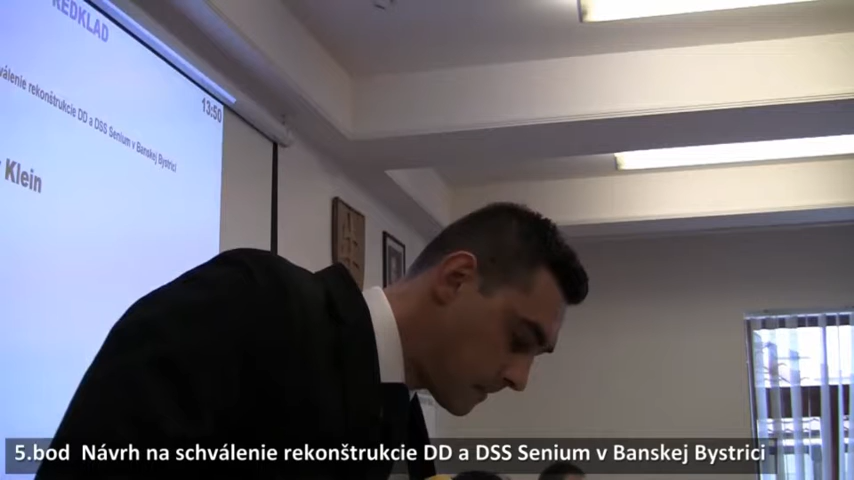 REDKLAD
válenie rekonštrukcie DD a DSS Senium v Banskej Bystrici
13:50
Klein
5.bod Návrh na schválenie rekonštrukcie DD a DSS Senium v Banskej Bystrici